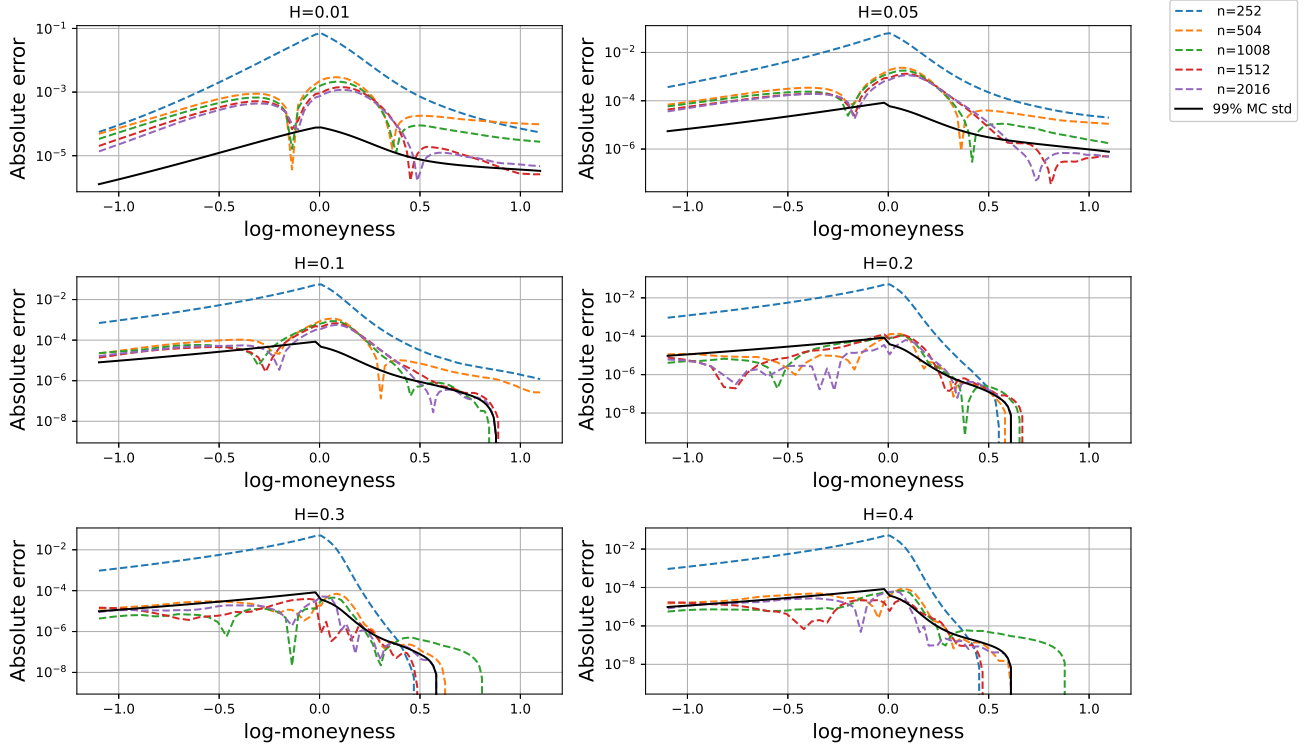 H=0.01
10⁻¹
10⁻³
10⁻⁵
Absolute error
−1.0 −0.5 0.0 0.5 1.0
log-moneyness
H=0.05
10⁻²
10⁻⁴
10⁻⁶
Absolute error
−1.0 −0.5 0.0 0.5 1.0
log-moneyness
n=252
n=504
n=1008
n=1512
n=2016
99% MC std
H=0.1
10⁻²
10⁻⁴
10⁻⁶
10⁻⁸
Absolute error
−1.0 −0.5 0.0 0.5 1.0
log-moneyness
H=0.2
10⁻²
10⁻⁴
10⁻⁶
10⁻⁸
Absolute error
−1.0 −0.5 0.0 0.5 1.0
log-moneyness
H=0.3
10⁻²
10⁻⁴
10⁻⁶
10⁻⁸
Absolute error
−1.0 −0.5 0.0 0.5 1.0
log-moneyness
H=0.4
10⁻²
10⁻⁴
10⁻⁶
10⁻⁸
Absolute error
−1.0 −0.5 0.0 0.5 1.0
log-moneyness